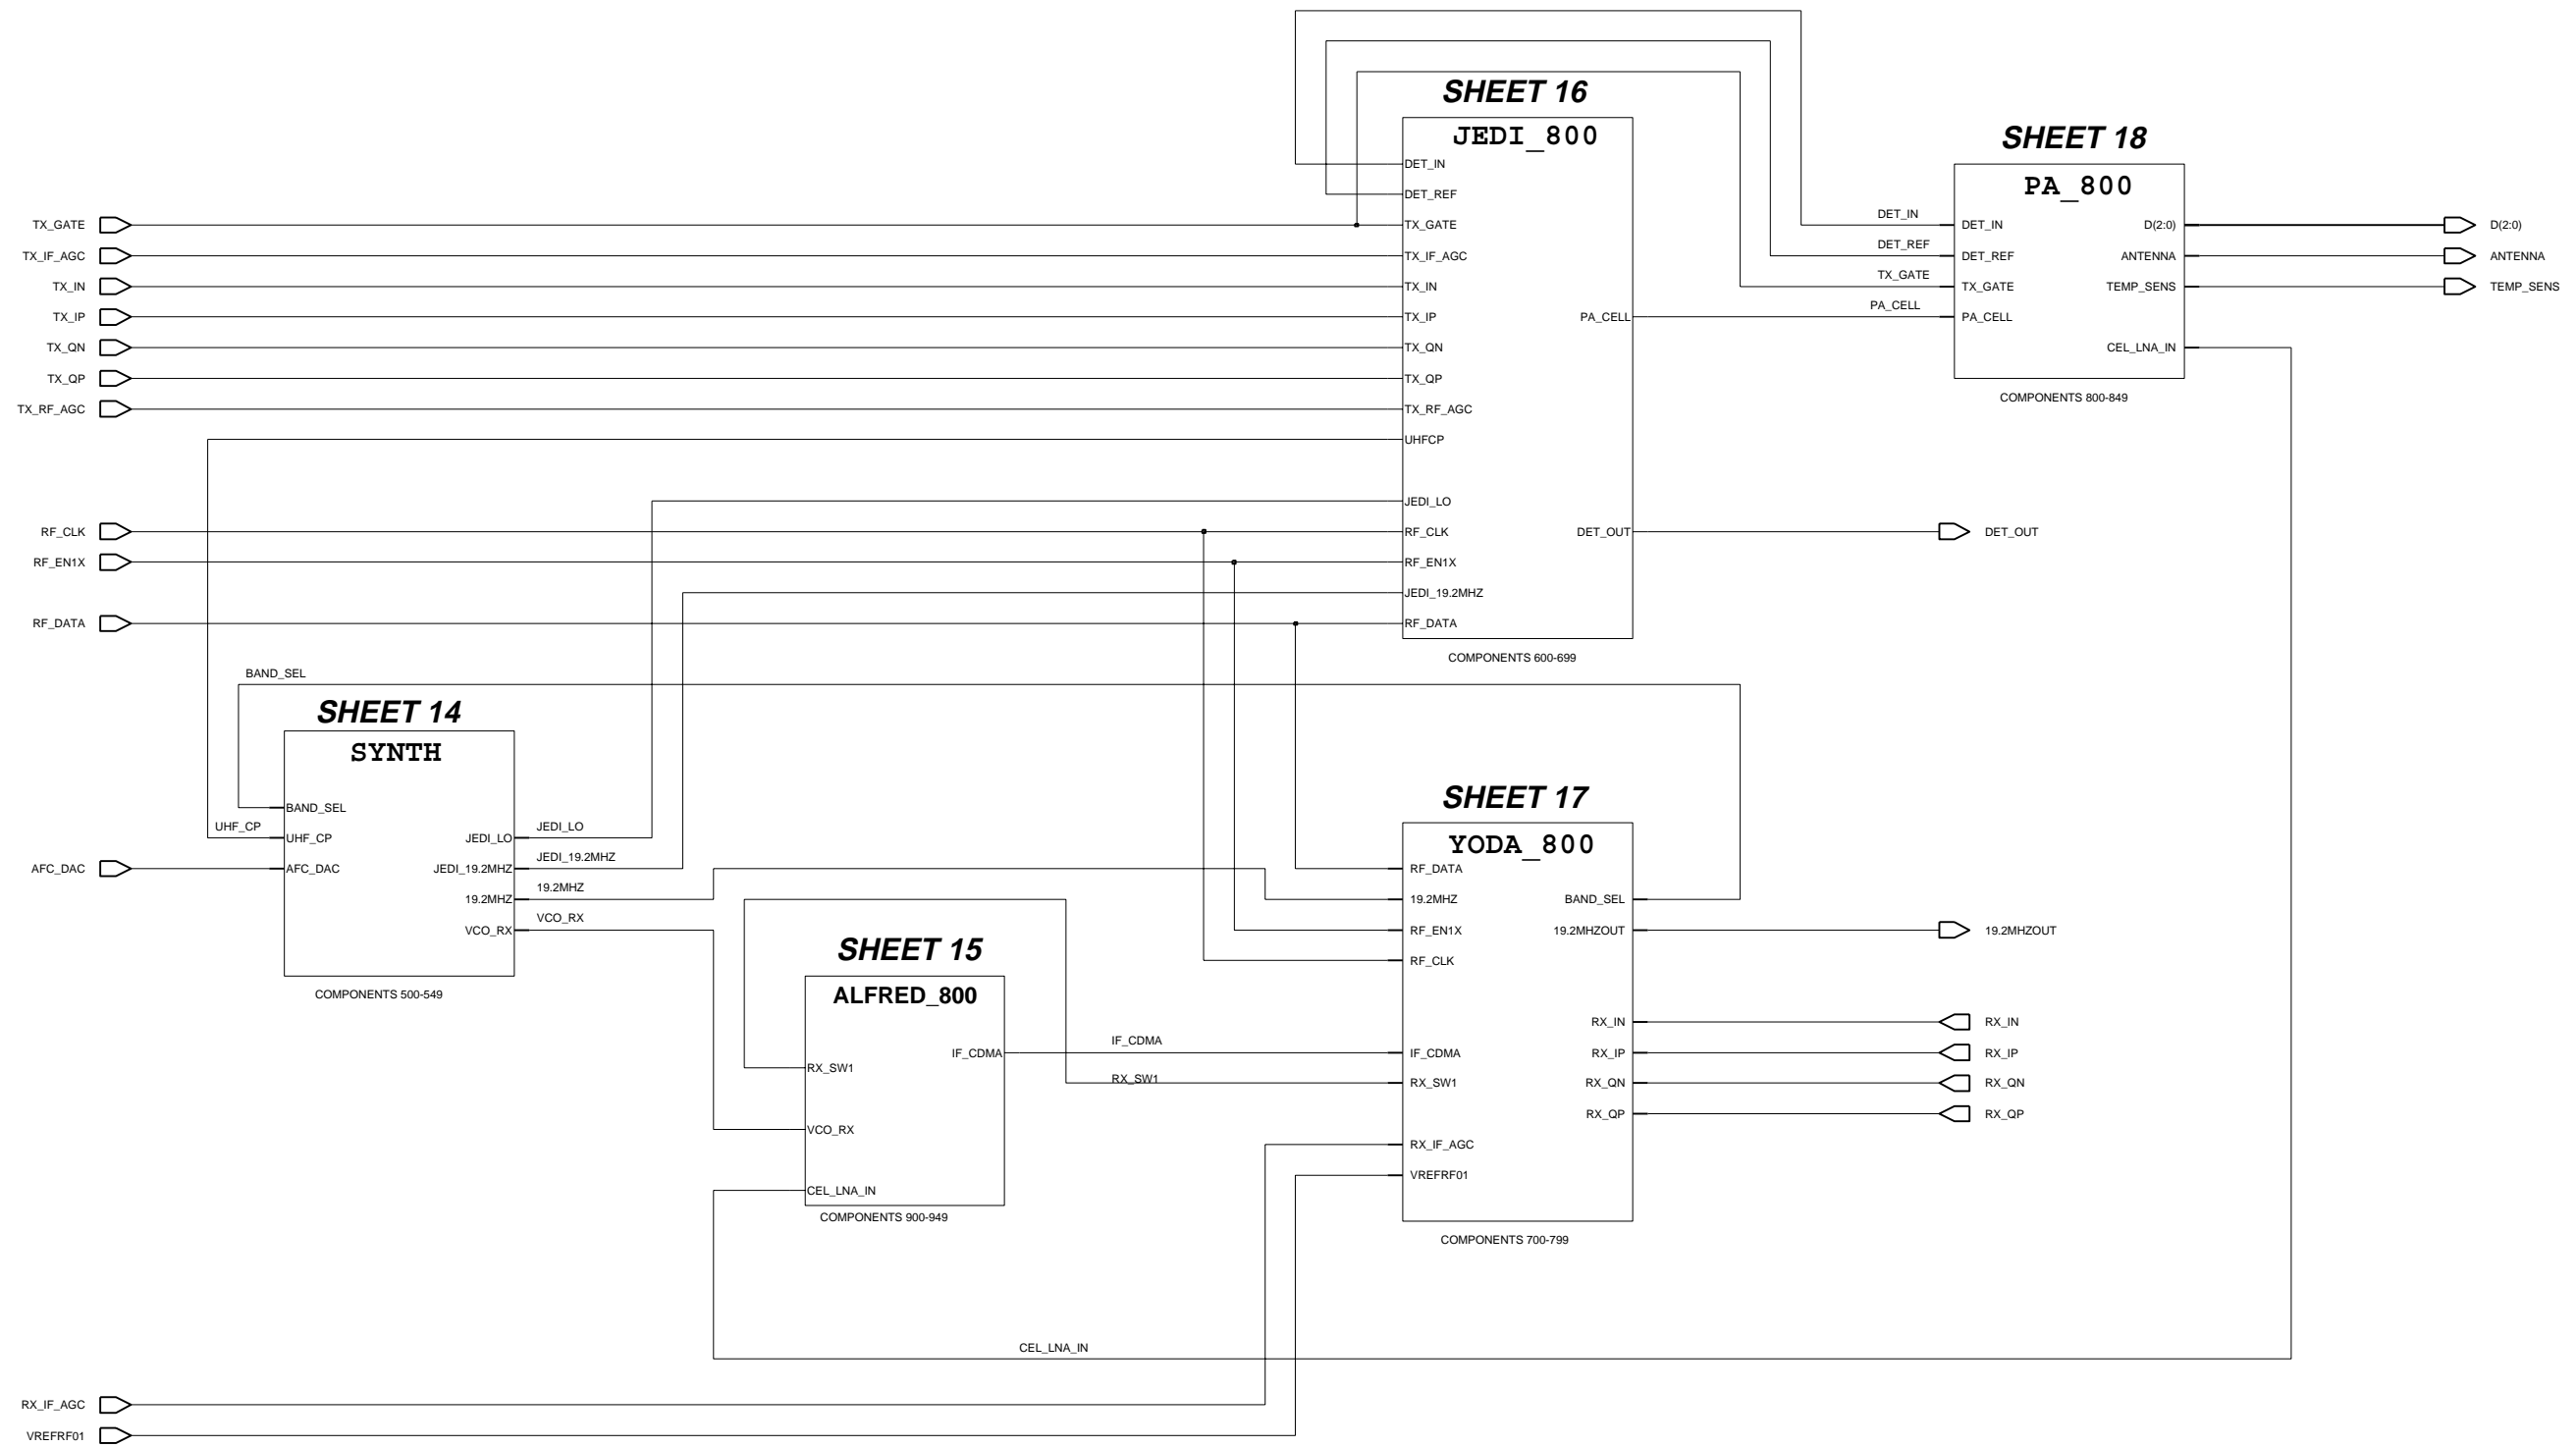 SHEET 16
JEDI_800
DET_IN
DET_REF
TX_GATE
TX_IF_AGC
TX_IN
TX_IP
TX_QN
TX_QP
TX_RF_AGC
UHFCP
JEDI_LO
RF_CLK
RF_EN1X
JEDI_19.2MHZ
RF_DATA
PA_CELL
DET_OUT
COMPONENTS 600-699
SHEET 18
PA_800
DET_IN
DET_REF
TX_GATE
PA_CELL
DET_IN
DET_REF
TX_GATE
PA_CELL
D(2:0)
ANTENNA
TEMP_SENS
CEL_LNA_IN
COMPONENTS 800-849
D(2:0)
ANTENNA
TEMP_SENS
TX_GATE
TX_IF_AGC
TX_IN
TX_IP
TX_QN
TX_QP
TX_RF_AGC
RF_CLK
RF_EN1X
RF_DATA
DET_OUT
BAND_SEL
SHEET 14
SYNTH
BAND_SEL
UHF_CP
UHF_CP
AFC_DAC
AFC_DAC
JEDI_LO
JEDI_19.2MHZ
19.2MHZ
VCO_RX
JEDI_LO
JEDI_19.2MHZ
19.2MHZ
VCO_RX
COMPONENTS 500-549
SHEET 15
ALFRED_800
IF_CDMA
RX_SW1
VCO_RX
CEL_LNA_IN
COMPONENTS 900-949
IF_CDMA
RX_SW1
SHEET 17
YODA_800
RF_DATA
19.2MHZ
RF_EN1X
RF_CLK
IF_CDMA
RX_SW1
RX_IF_AGC
VREFRF01
BAND_SEL
19.2MHZOUT
RX_IN
RX_IP
RX_QN
RX_QP
COMPONENTS 700-799
19.2MHZOUT
RX_IN
RX_IP
RX_QN
RX_QP
CEL_LNA_IN
RX_IF_AGC
VREFRF01